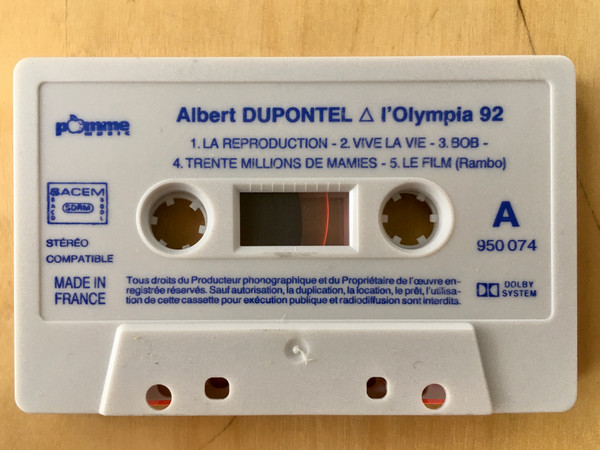 Albert DUPONTEL Δ l'Olympia 92
pomme
MUSIC
1. LA REPRODUCTION - 2. VIVE LA VIE - 3. BOB -
4. TRENTE MILLIONS DE MAMIES - 5. LE FILM (Rambo)
SACEM
SACD
SDRM
SGDL
STÉRÉO
COMPATIBLE
A
950 074
MADE IN
FRANCE
Tous droits du Producteur phonographique et du Propriétaire de l'œuvre en-
registrée réservés. Sauf autorisation, la duplication, la location, le prêt, l'utilisa-
tion de cette cassette pour exécution publique et radiodiffusion sont interdits.
DOLBY
SYSTEM